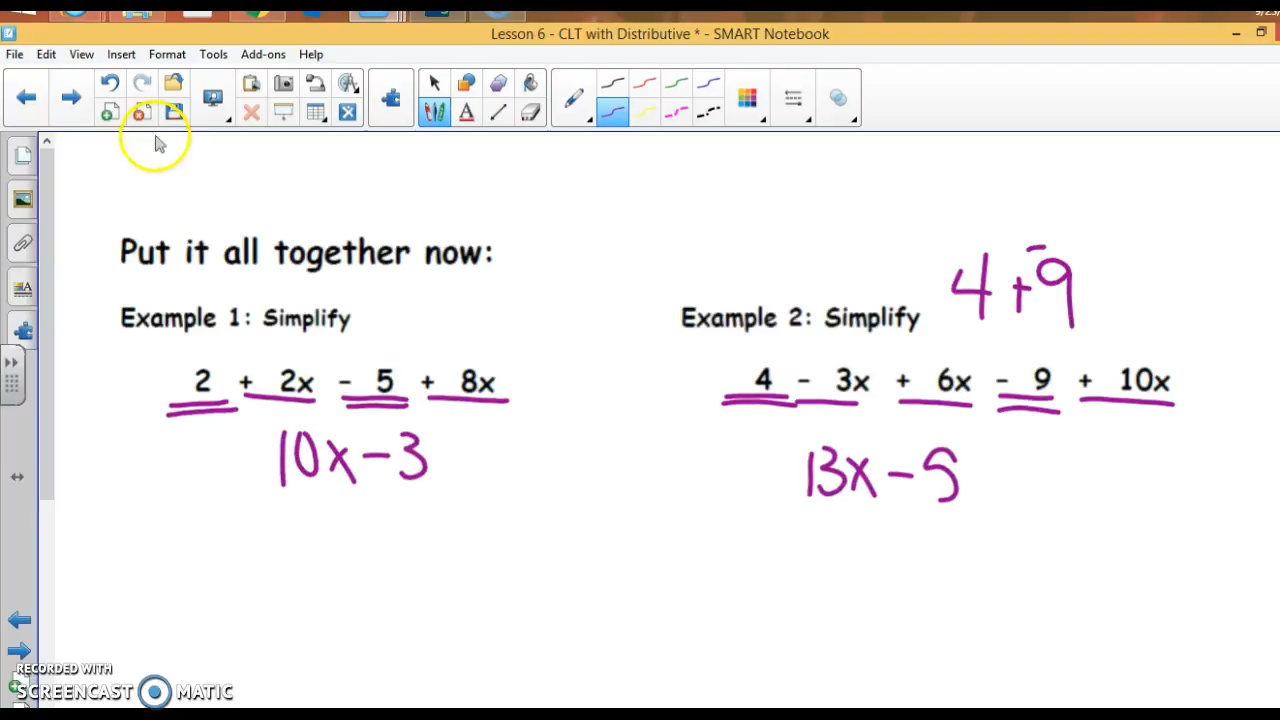 Lesson 6 - CLT with Distributive * - SMART Notebook
File Edit View Insert Format Tools Add-ons Help
Put it all together now:
4 + ⁻9
Example 1: Simplify
Example 2: Simplify
2 + 2x - 5 + 8x
4 - 3x + 6x - 9 + 10x
10x - 3
13x - 5
RECORDED WITH
SCREENCAST MATIC